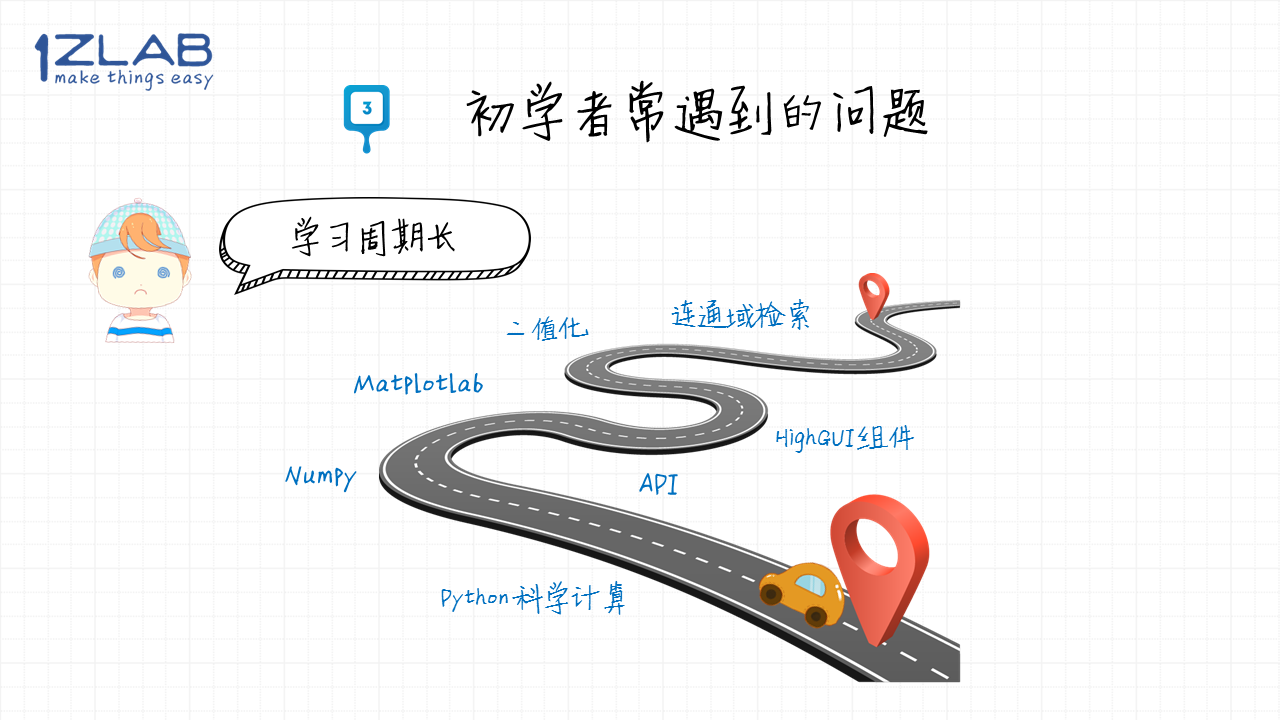 1ZLAB
make things easy
3
初学者常遇到的问题
学习周期长
二值化
连通域检索
Matplotlab
HighGUI组件
Numpy
API
Python科学计算